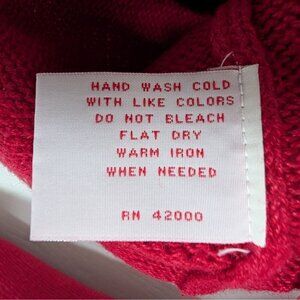 HAND WASH COLD
WITH LIKE COLORS
DO NOT BLEACH
FLAT DRY
WARM IRON
WHEN NEEDED
RN 42000